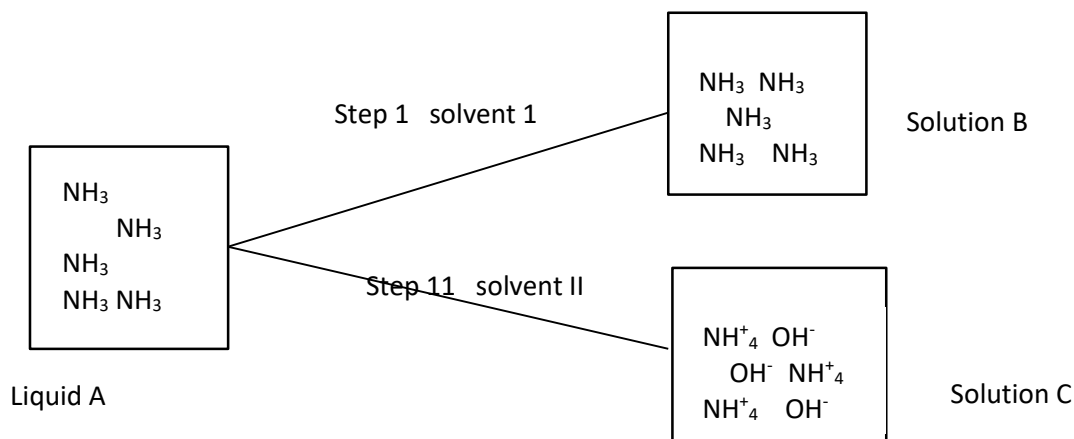 Step 1 solvent 1
NH₃ NH₃
NH₃
NH₃ NH₃
Solution B
NH₃
NH₃
NH₃
NH₃ NH₃
Liquid A
Step 11 solvent II
NH⁺₄ OH⁻
OH⁻ NH⁺₄
NH⁺₄ OH⁻
Solution C